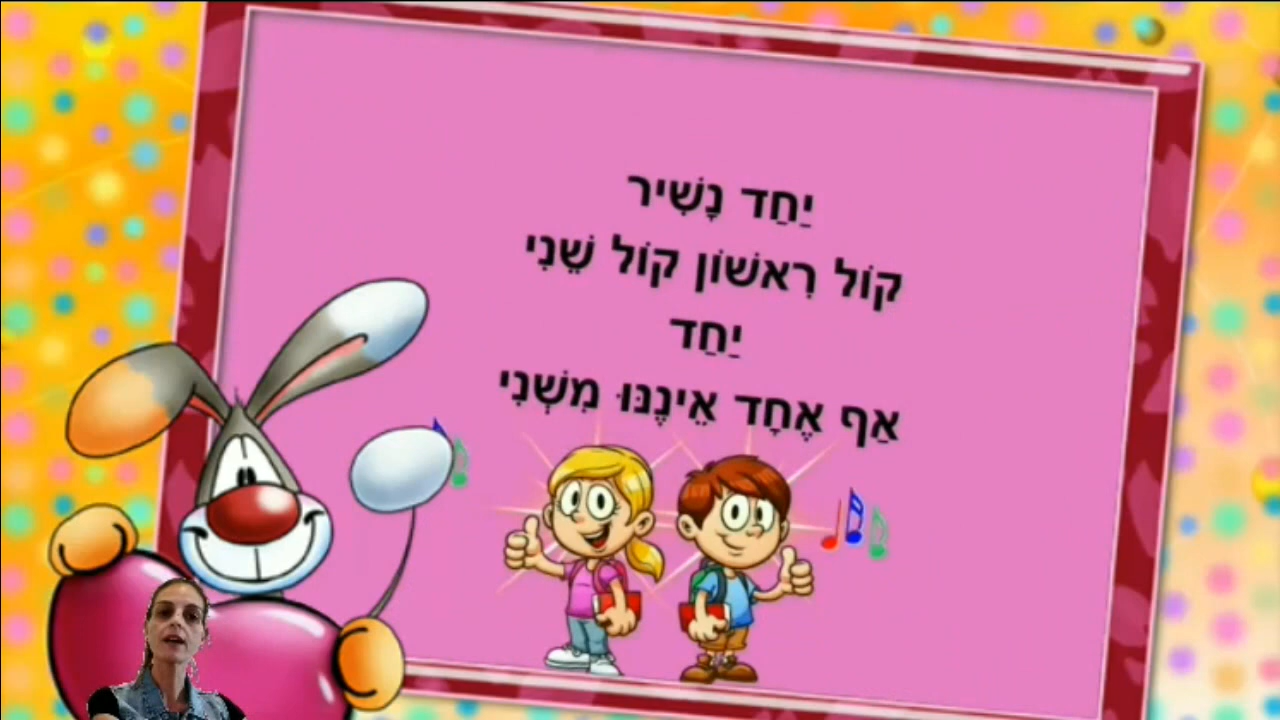 יַחַד נָשִׁיר
קוֹל רִאשׁוֹן קוֹל שֵׁנִי
יַחַד
אַף אֶחָד אֵינֶנּוּ מִשְׁנִי